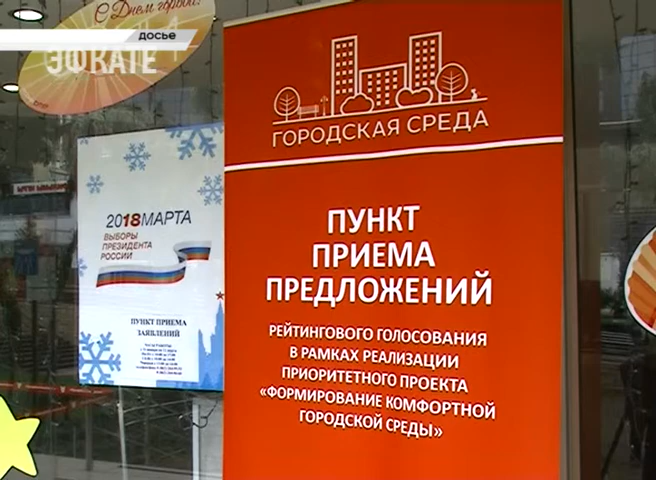 С Днем города!
досье
ЭФКАТЕ
ГОРОДСКАЯ СРЕДА
ПУНКТ
ПРИЕМА
ПРЕДЛОЖЕНИЙ
РЕЙТИНГОВОГО ГОЛОСОВАНИЯ
В РАМКАХ РЕАЛИЗАЦИИ
ПРИОРИТЕТНОГО ПРОЕКТА
«ФОРМИРОВАНИЕ КОМФОРТНОЙ
ГОРОДСКОЙ СРЕДЫ»
2018МАРТА
ВЫБОРЫ
ПРЕЗИДЕНТА
РОССИИ
ПУНКТ ПРИЕМА
ЗАЯВЛЕНИЙ